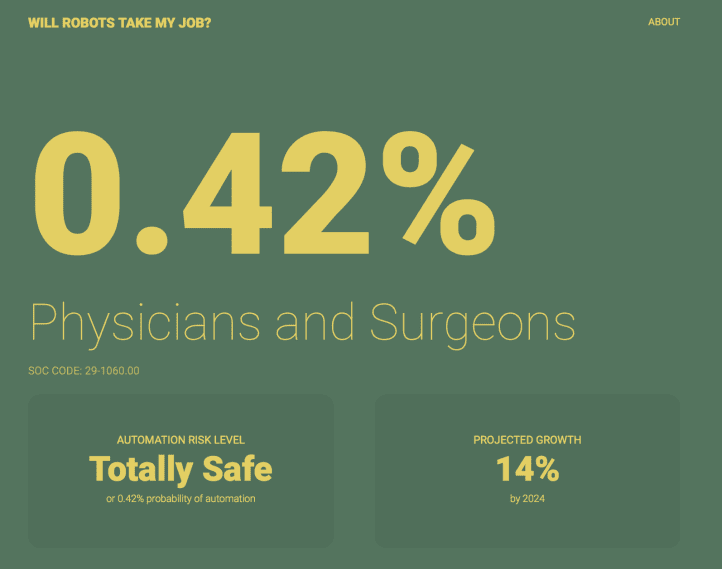 WILL ROBOTS TAKE MY JOB?
ABOUT
0.42%
Physicians and Surgeons
SOC CODE: 29-1060.00
AUTOMATION RISK LEVEL
Totally Safe
or 0.42% probability of automation
PROJECTED GROWTH
14%
by 2024